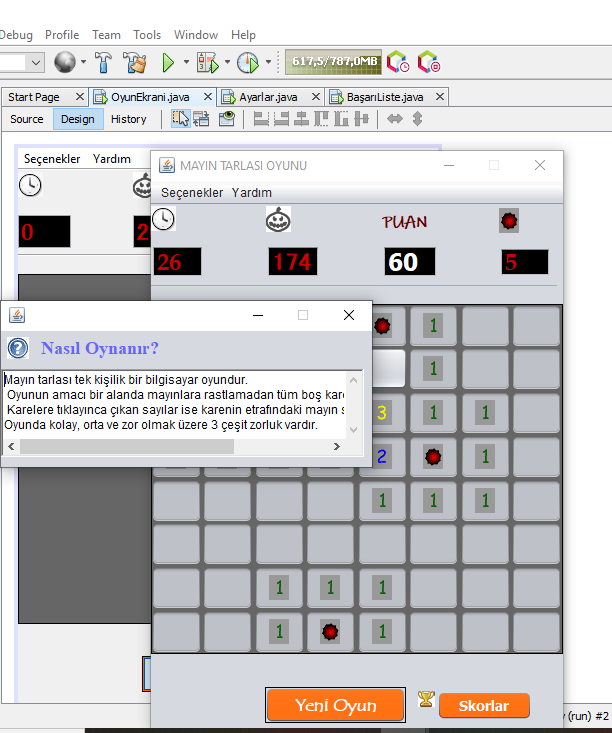 Debug Profile Team Tools Window Help
617,5/787,0MB
Start Page OyunEkrani.java Ayarlar.java BaşarıListe.java
Source Design History
Seçenekler Yardım
0 2
MAYIN TARLASI OYUNU
Seçenekler Yardım
PUAN
26 174 60 5
Nasıl Oynanır?
Mayın tarlası tek kişilik bir bilgisayar oyundur.
Oyunun amacı bir alanda mayınlara rastlamadan tüm boş kare
Karelere tıklayınca çıkan sayılar ise karenin etrafindaki mayın s
Oyunda kolay, orta ve zor olmak üzere 3 çeşit zorluk vardır.
1
1
3 1 1
2 1
1 1 1
1 1 1
1 1
Yeni Oyun Skorlar
(run) #2